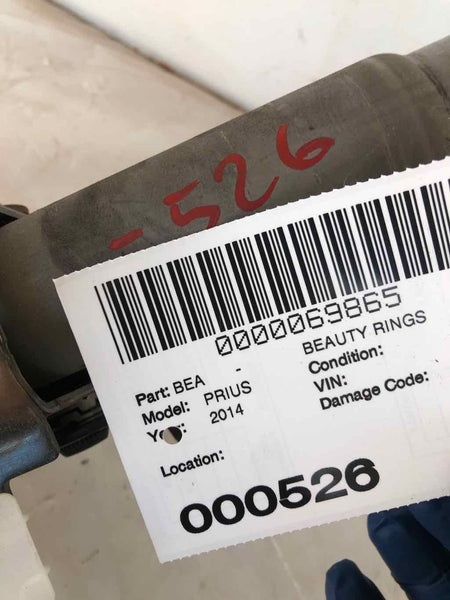 -526
0000069865
Part: BEA - BEAUTY RINGS
Model: PRIUS Condition:
2014 VIN:
Damage Code:
Location:
000526